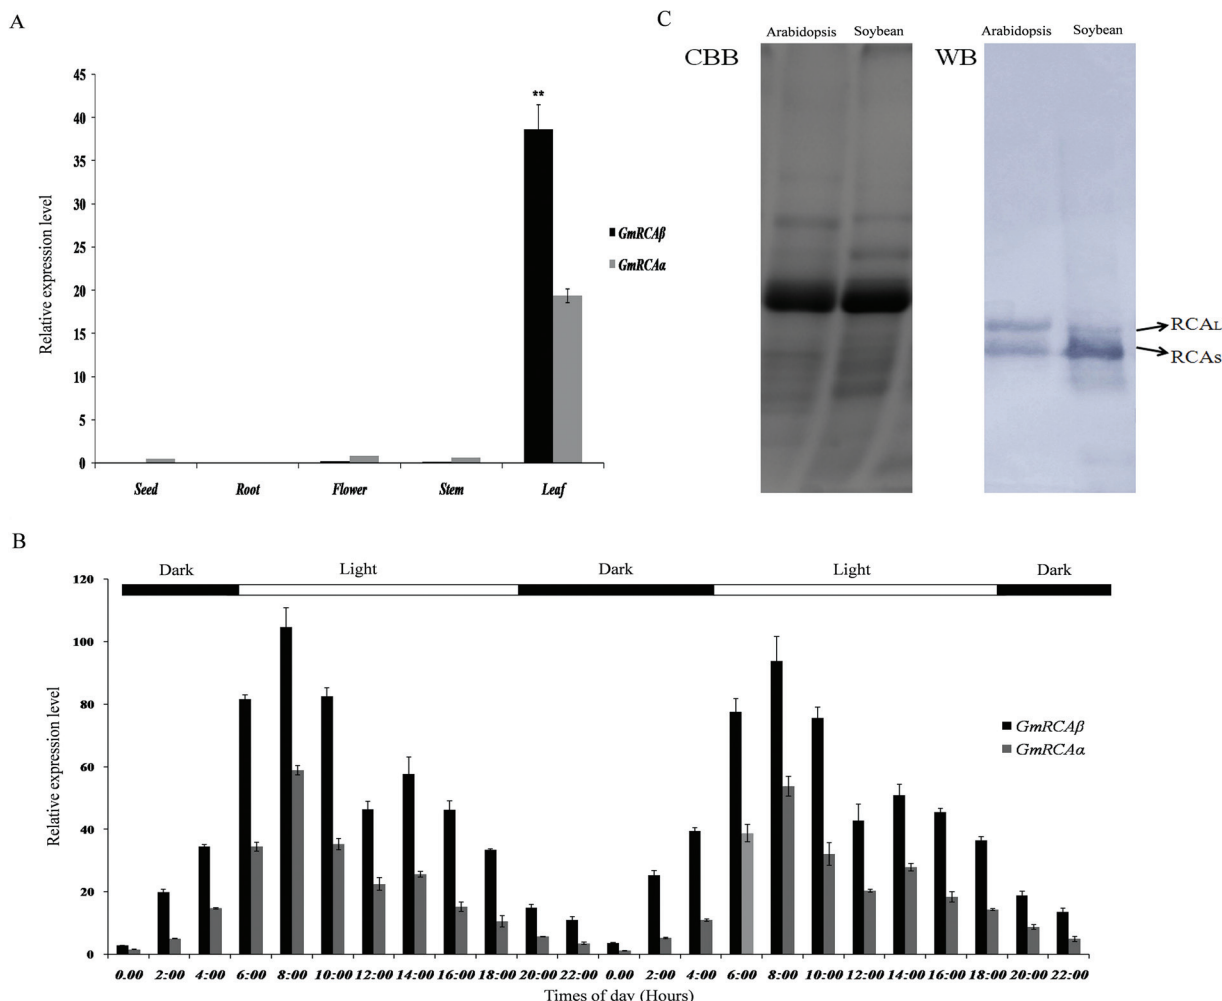 A
45
40
35
30
25
20
15
10
5
0
Relative expression level
**
GmRCAβ
GmRCAα
Seed Root Flower Stem Leaf
C
Arabidopsis Soybean
CBB
Arabidopsis Soybean
WB
RCAL
RCAs
B
Dark Light Dark Light Dark
120
100
80
60
40
20
0
Relative expression level
GmRCAβ
GmRCAα
0.00 2:00 4:00 6:00 8:00 10:00 12:00 14:00 16:00 18:00 20:00 22:00 0.00 2:00 4:00 6:00 8:00 10:00 12:00 14:00 16:00 18:00 20:00 22:00
Times of day (Hours)